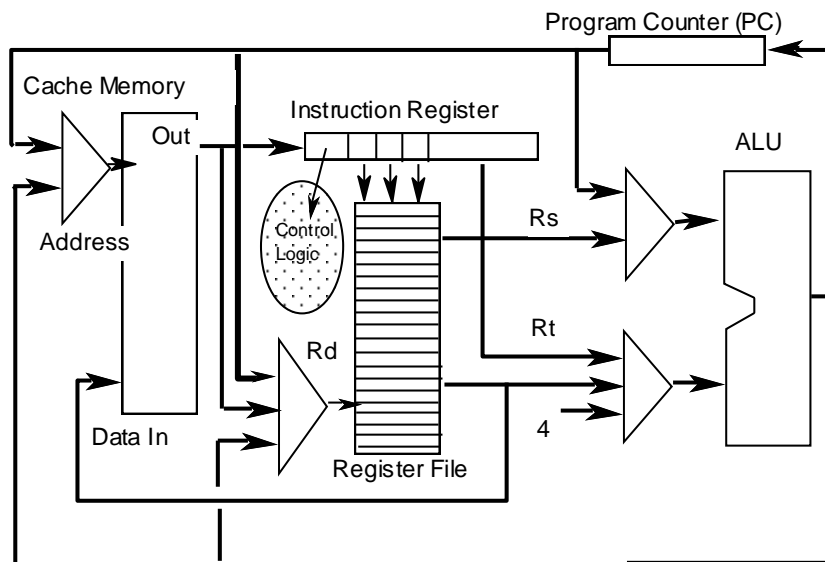 Program Counter (PC)
Cache Memory
Instruction Register
Out
ALU
Rs
Control
Logic
Address
Rt
Rd
4
Data In
Register File